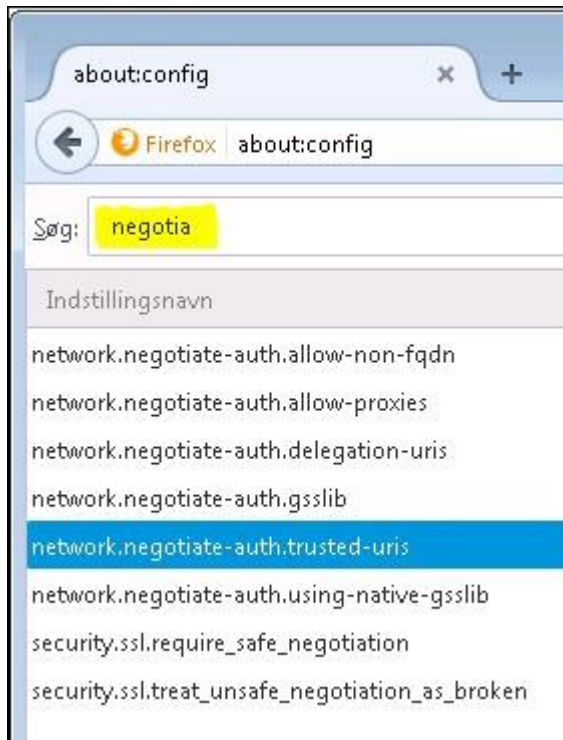 about:config
Firefox about:config
Søg: negotia
Indstillingsnavn
network.negotiate-auth.allow-non-fqdn
network.negotiate-auth.allow-proxies
network.negotiate-auth.delegation-uris
network.negotiate-auth.gsslib
network.negotiate-auth.trusted-uris
network.negotiate-auth.using-native-gsslib
security.ssl.require_safe_negotiation
security.ssl.treat_unsafe_negotiation_as_broken